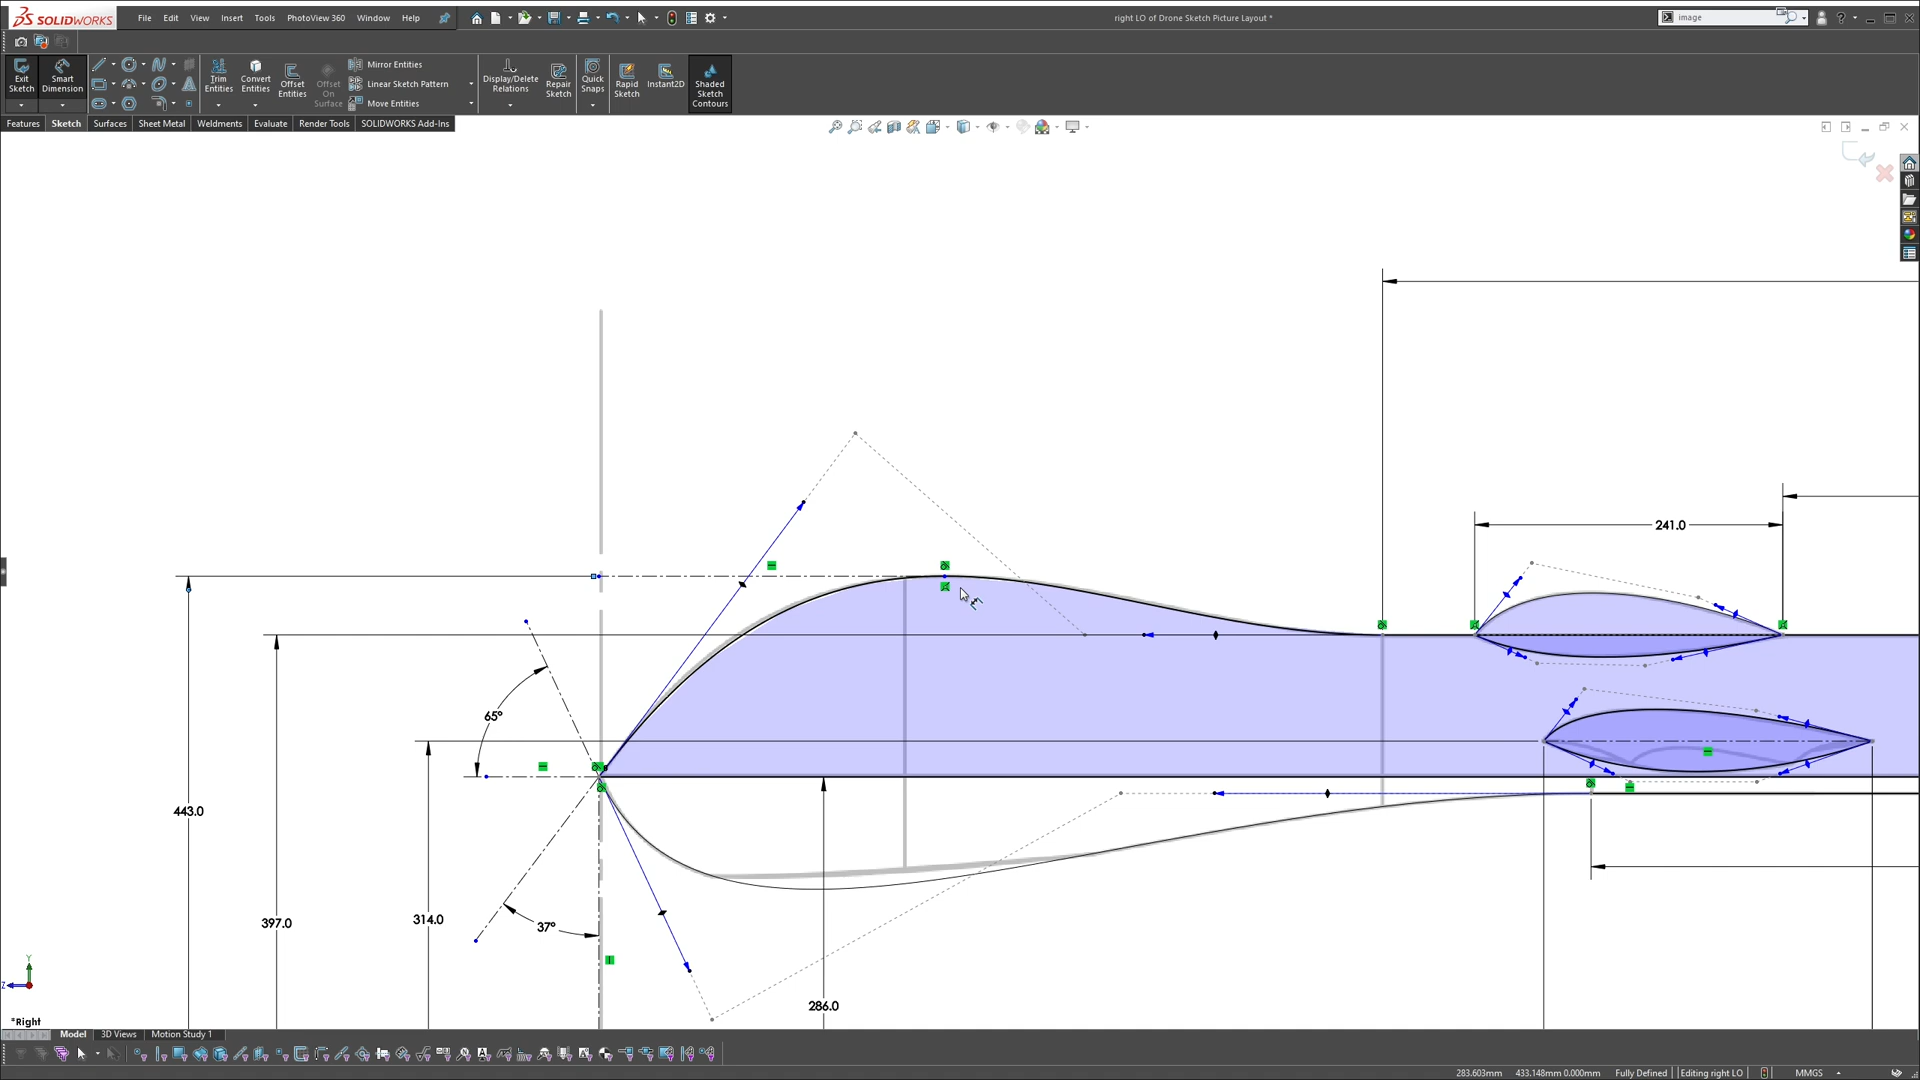 SOLIDWORKS File Edit View Insert Tools PhotoView 360 Window Help right LO of Drone Sketch Picture Layout * image
Exit Sketch Smart Dimension Trim Entities Convert Entities Offset Entities Offset On Surface Mirror Entities Linear Sketch Pattern Move Entities Display/Delete Relations Repair Sketch Quick Snaps Rapid Sketch Instant2D Shaded Sketch Contours
Features Sketch Surfaces Sheet Metal Weldments Evaluate Render Tools SOLIDWORKS Add-Ins
241.0
65°
443.0
397.0
314.0
37°
286.0
Y
Z
*Right
Model 3D Views Motion Study 1
283.603mm 433.148mm 0.000mm Fully Defined Editing right LO MMGS